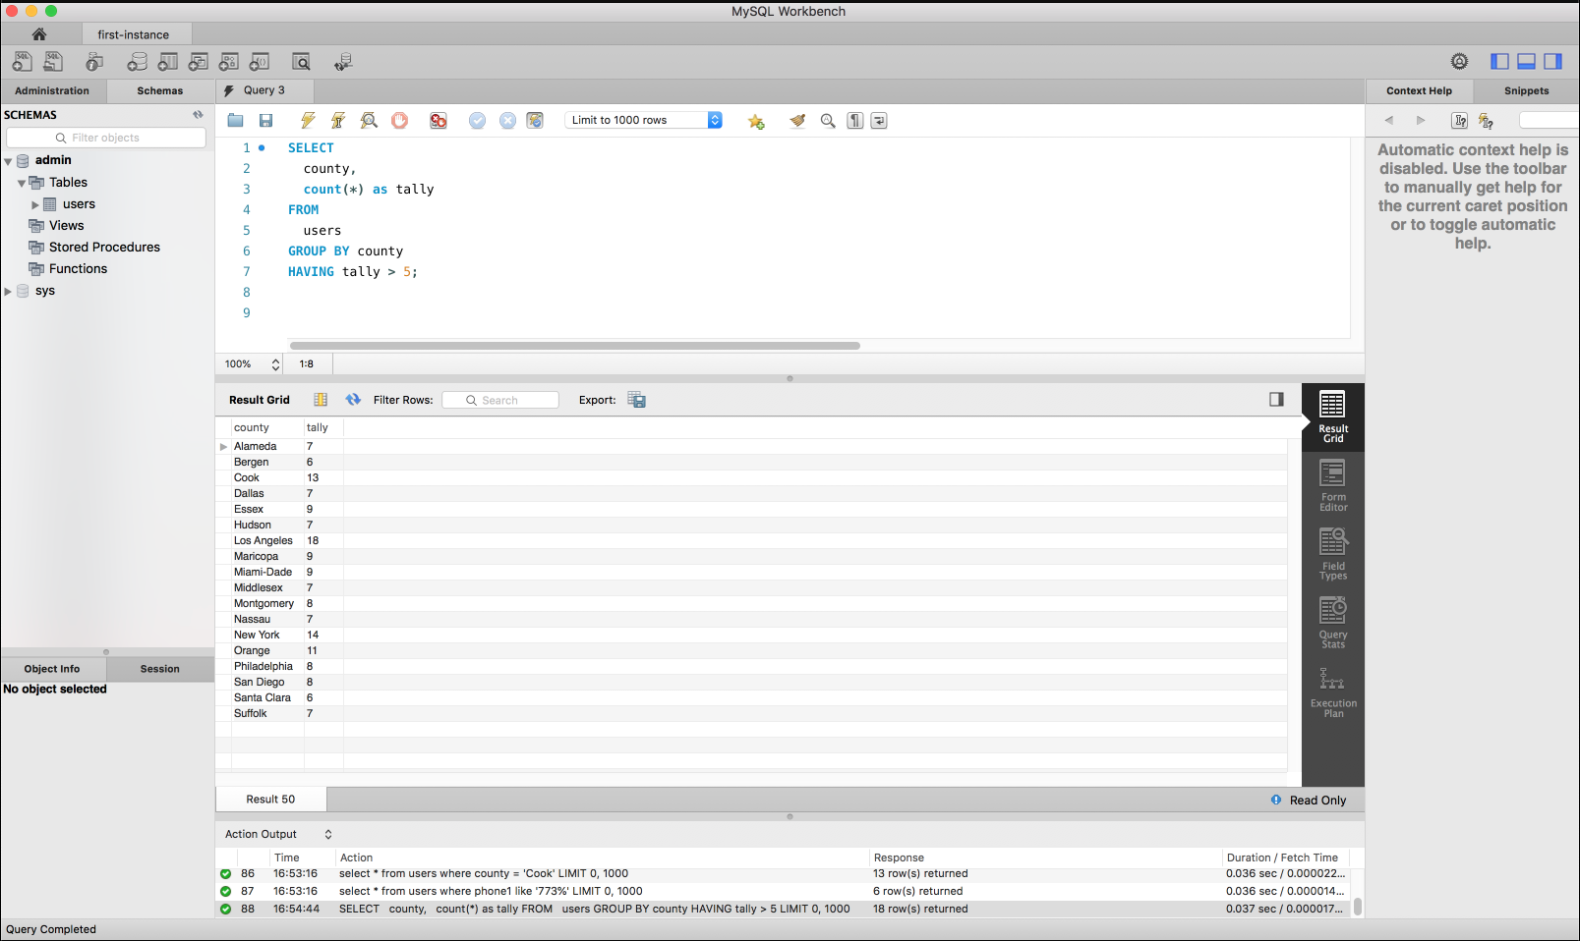 MySQL Workbench
first-instance
Administration
Schemas
Query 3
Context Help
Snippets
SCHEMAS
Filter objects
admin
Tables
users
Views
Stored Procedures
Functions
sys
Limit to 1000 rows
1 SELECT
2 county,
3 count(*) as tally
4 FROM
5 users
6 GROUP BY county
7 HAVING tally > 5;
8
9
100%
1:8
Automatic context help is
disabled. Use the toolbar
to manually get help for
the current caret position
or to toggle automatic
help.
Result Grid
Filter Rows:
Search
Export:
county tally
Alameda 7
Bergen 6
Cook 13
Dallas 7
Essex 9
Hudson 7
Los Angeles 18
Maricopa 9
Miami-Dade 9
Middlesex 7
Montgomery 8
Nassau 7
New York 14
Orange 11
Philadelphia 8
San Diego 8
Santa Clara 6
Suffolk 7
Result
Grid
Form
Editor
Field
Types
Query
Stats
Execution
Plan
Object Info
Session
No object selected
Result 50
Read Only
Action Output
Time Action Response Duration / Fetch Time
86 16:53:16 select * from users where county = 'Cook' LIMIT 0, 1000 13 row(s) returned 0.036 sec / 0.000022...
87 16:53:16 select * from users where phone1 like '773%' LIMIT 0, 1000 6 row(s) returned 0.036 sec / 0.000014...
88 16:54:44 SELECT county, count(*) as tally FROM users GROUP BY county HAVING tally > 5 LIMIT 0, 1000 18 row(s) returned 0.037 sec / 0.000017...
Query Completed